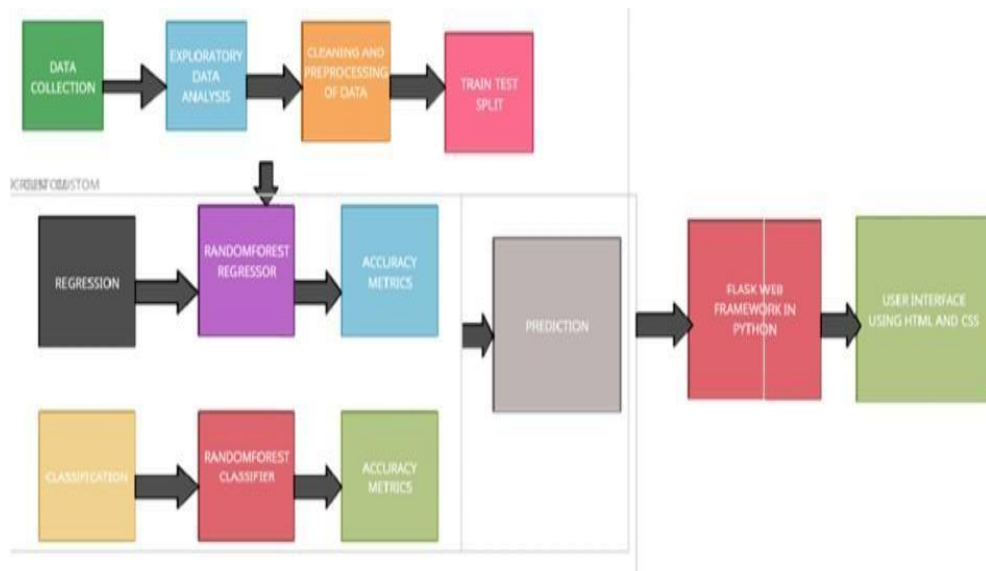 DATA
COLLECTION
EXPLORATORY
DATA
ANALYSIS
CLEANING AND
PREPROCESSING
OF DATA
TRAIN TEST
SPLIT
CUSTOM
REGRESSION
RANDOMFOREST
REGRESSOR
ACCURACY
METRICS
CLASSIFICATION
RANDOMFOREST
CLASSIFIER
ACCURACY
METRICS
PREDICTION
FLASK WEB
FRAMEWORK IN
PYTHON
USER INTERFACE
USING HTML AND CSS